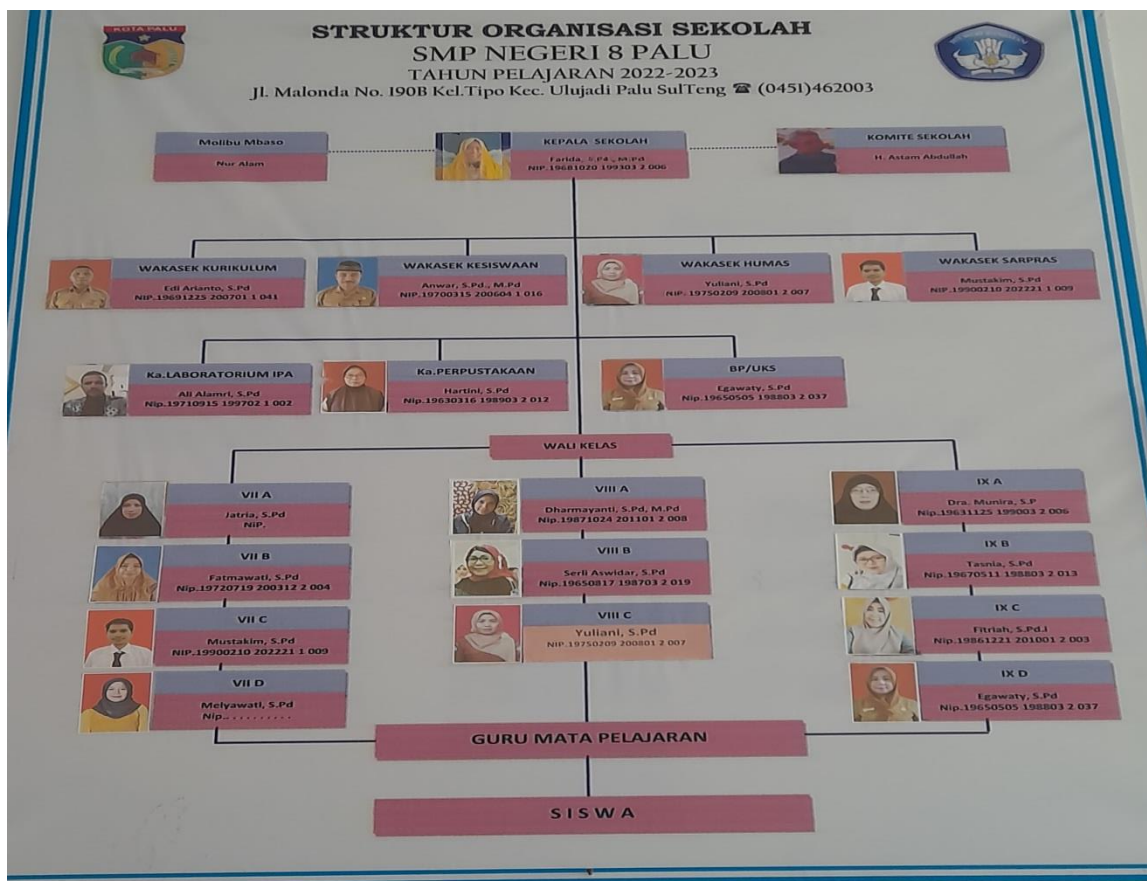 KOTA PALU
STRUKTUR ORGANISASI SEKOLAH
SMP NEGERI 8 PALU
TAHUN PELAJARAN 2022-2023
Jl. Malonda No. 190B Kel.Tipo Kec. Ulujadi Palu SulTeng ☎ (0451)462003
Molibu Mbaso
Nur Alam
KEPALA SEKOLAH
Farida, S.Pd., M.Pd
NIP.19681020 199303 2 006
KOMITE SEKOLAH
H. Astam Abdullah
WAKASEK KURIKULUM
Edi Arianto, S.Pd
NIP.19691225 200701 1 041
WAKASEK KESISWAAN
Anwar, S.Pd., M.Pd
NIP.19700315 200604 1 016
WAKASEK HUMAS
Yuliani, S.Pd
NIP.19750209 200801 2 007
WAKASEK SARPRAS
Mustakim, S.Pd
NIP.19900210 202221 1 009
Ka.LABORATORIUM IPA
Ali Alamri, S.Pd
Nip.19710915 199702 1 002
Ka.PERPUSTAKAAN
Hartini, S.Pd
Nip.19630316 198903 2 012
BP/UKS
Egawaty, S.Pd
Nip.19650505 198803 2 037
WALI KELAS
VII A
Jatria, S.Pd
NiP.
VII B
Fatmawati, S.Pd
Nip.19720719 200312 2 004
VII C
Mustakim, S.Pd
NIP.19900210 202221 1 009
VII D
Melyawati, S.Pd
Nip...........
VIII A
Dharmayanti, S.Pd, M.Pd
Nip.19871024 201101 2 008
VIII B
Serli Aswidar, S.Pd
Nip.19650817 198703 2 019
VIII C
Yuliani, S.Pd
NIP.19750209 200801 2 007
IX A
Dra. Munira, S.P
Nip.19631125 199003 2 006
IX B
Tasnia, S.Pd
Nip.19670511 198803 2 013
IX C
Fitriah, S.Pd.I
Nip.19861221 201001 2 003
IX D
Egawaty, S.Pd
Nip.19650505 198803 2 037
GURU MATA PELAJARAN
S I S W A